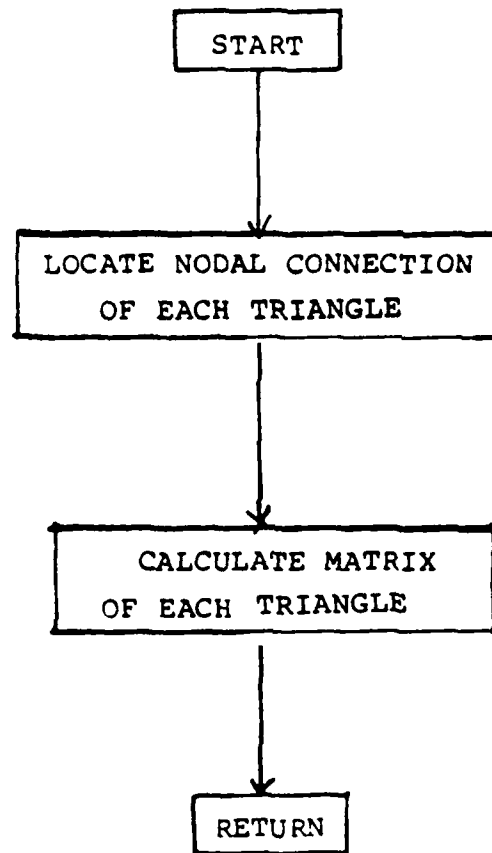 START
LOCATE NODAL CONNECTION
OF EACH TRIANGLE
CALCULATE MATRIX
OF EACH TRIANGLE
RETURN